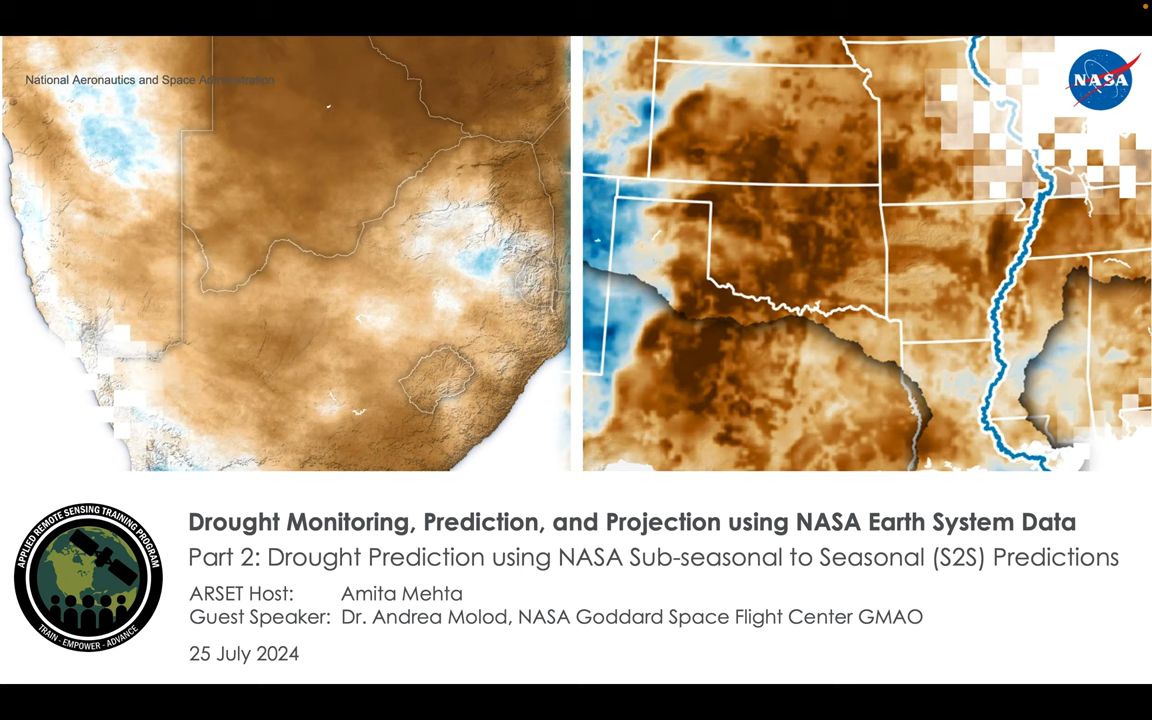 National Aeronautics and Space Administration
NASA
Drought Monitoring, Prediction, and Projection using NASA Earth System Data
Part 2: Drought Prediction using NASA Sub-seasonal to Seasonal (S2S) Predictions
ARSET Host: Amita Mehta
Guest Speaker: Dr. Andrea Molod, NASA Goddard Space Flight Center GMAO
25 July 2024
APPLIED REMOTE SENSING TRAINING PROGRAM
TRAIN - EMPOWER - ADVANCE